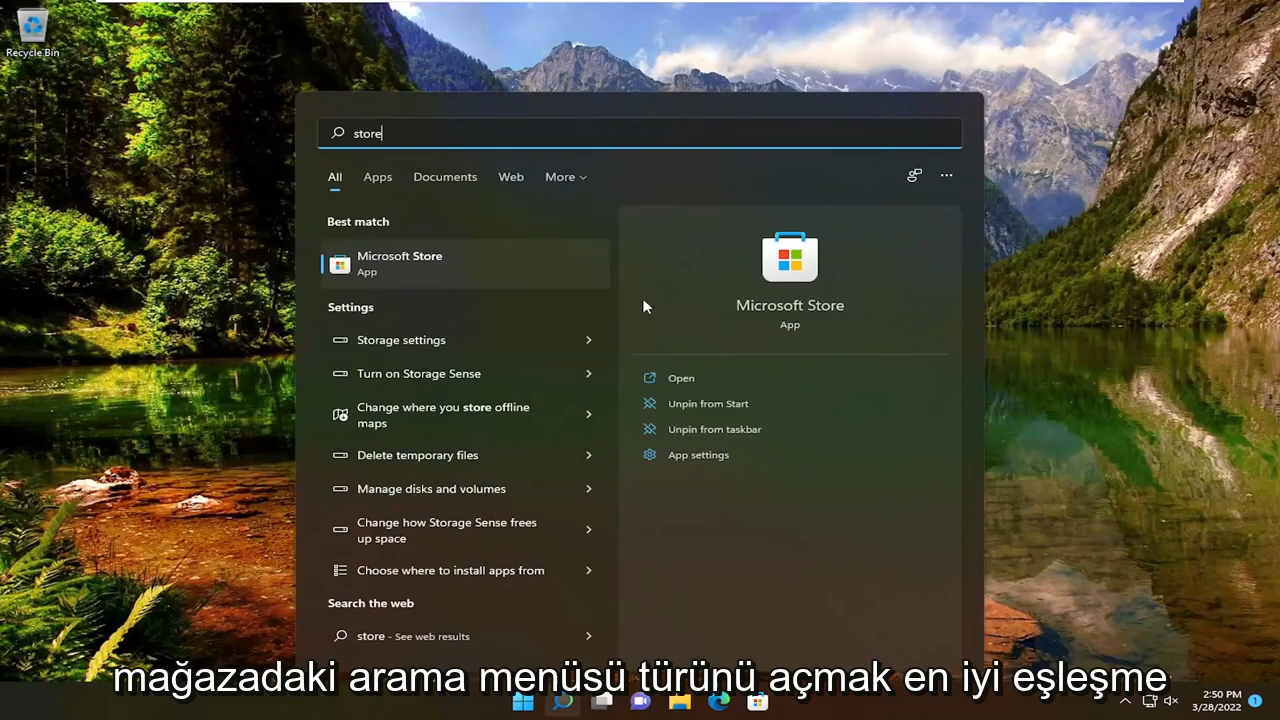 Recycle Bin
store
All Apps Documents Web More
Best match
Microsoft Store
App
Settings
Storage settings
Turn on Storage Sense
Change where you store offline
maps
Delete temporary files
Manage disks and volumes
Change how Storage Sense frees
up space
Choose where to install apps from
Search the web
store - See web results
Microsoft Store
App
Open
Unpin from Start
Unpin from taskbar
App settings
mağazadaki arama menüsü türünü açmak en iyi eşleşme
2:50 PM
3/28/2022
1